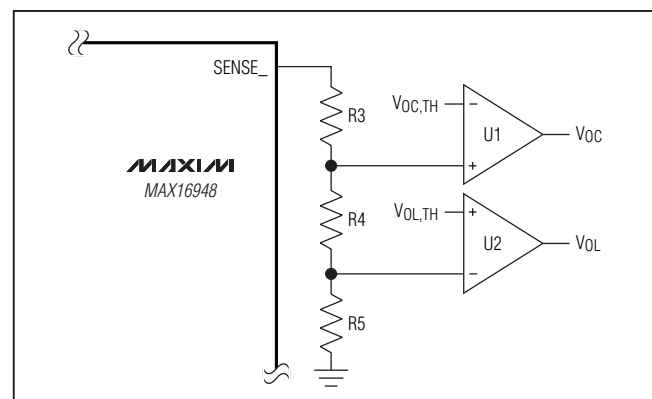 SENSE_
R3
VOC,TH
−
U1
VOC
+
MAXIM
MAX16948
R4
VOL,TH
+
U2
VOL
−
R5